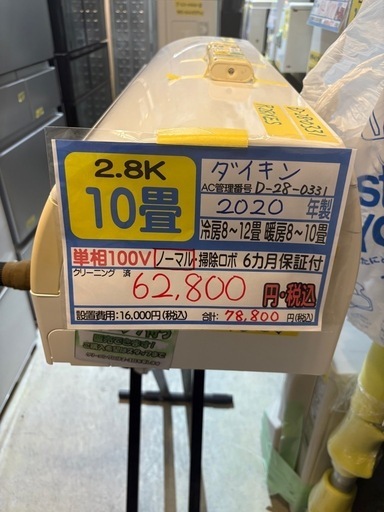 2.8K
10畳
ダイキン
AC管理番号 D-28-0331
2020 年製
冷房8～12畳 暖房8～10畳
単相100V ノーマル・掃除ロボ 6カ月保証付
クリーニング 済
62,800 円・税込
設置費用:16,000円(税込) 合計: 78,800 円(税込)